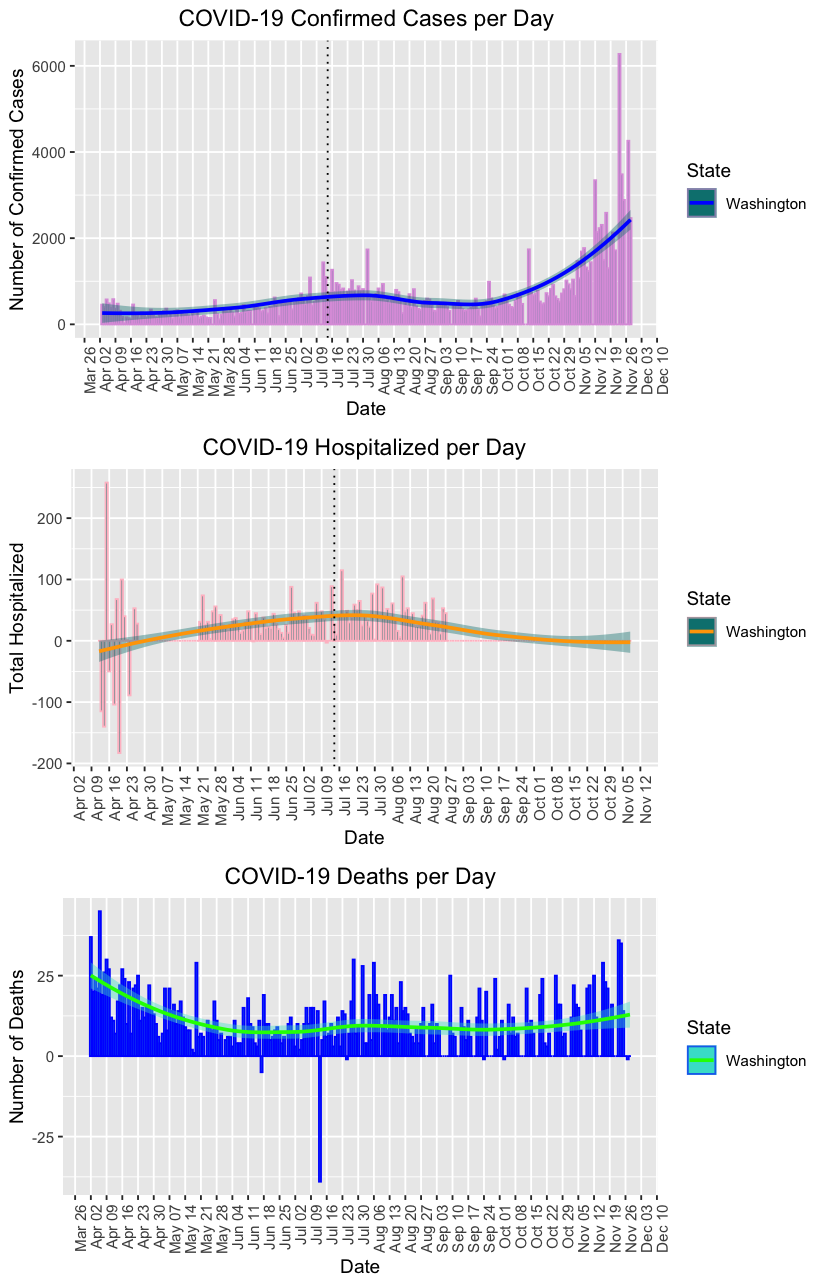 COVID-19 Confirmed Cases per Day
Number of Confirmed Cases
6000
4000
2000
0
Mar 26
Apr 02
Apr 09
Apr 16
Apr 23
Apr 30
May 07
May 14
May 21
May 28
Jun 04
Jun 11
Jun 18
Jun 25
Jul 02
Jul 09
Jul 16
Jul 23
Jul 30
Aug 06
Aug 13
Aug 20
Aug 27
Sep 03
Sep 10
Sep 17
Sep 24
Oct 01
Oct 08
Oct 15
Oct 22
Oct 29
Nov 05
Nov 12
Nov 19
Nov 26
Dec 03
Dec 10
Date
State
Washington
COVID-19 Hospitalized per Day
Total Hospitalized
200
100
0
-100
-200
Apr 02
Apr 09
Apr 16
Apr 23
Apr 30
May 07
May 14
May 21
May 28
Jun 04
Jun 11
Jun 18
Jun 25
Jul 02
Jul 09
Jul 16
Jul 23
Jul 30
Aug 06
Aug 13
Aug 20
Aug 27
Sep 03
Sep 10
Sep 17
Sep 24
Oct 01
Oct 08
Oct 15
Oct 22
Oct 29
Nov 05
Nov 12
Date
State
Washington
COVID-19 Deaths per Day
Number of Deaths
25
0
-25
Mar 26
Apr 02
Apr 09
Apr 16
Apr 23
Apr 30
May 07
May 14
May 21
May 28
Jun 04
Jun 11
Jun 18
Jun 25
Jul 02
Jul 09
Jul 16
Jul 23
Jul 30
Aug 06
Aug 13
Aug 20
Aug 27
Sep 03
Sep 10
Sep 17
Sep 24
Oct 01
Oct 08
Oct 15
Oct 22
Oct 29
Nov 05
Nov 12
Nov 19
Nov 26
Dec 03
Dec 10
Date
State
Washington